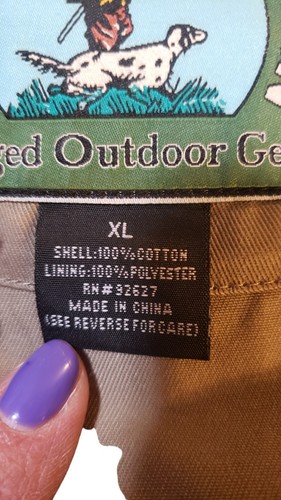 ged Outdoor Ge
XL
SHELL:100%COTTON
LINING:100%POLYESTER
RN#92627
MADE IN CHINA
(SEE REVERSE FOR CARE)